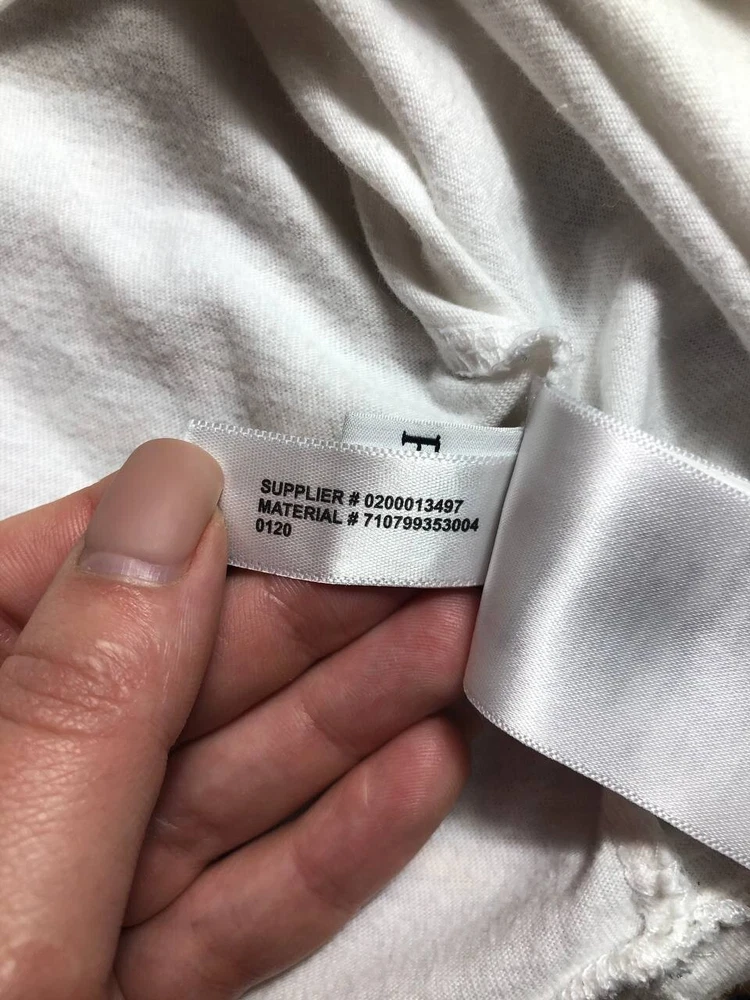 SUPPLIER # 0200013497
MATERIAL # 710799353004
0120